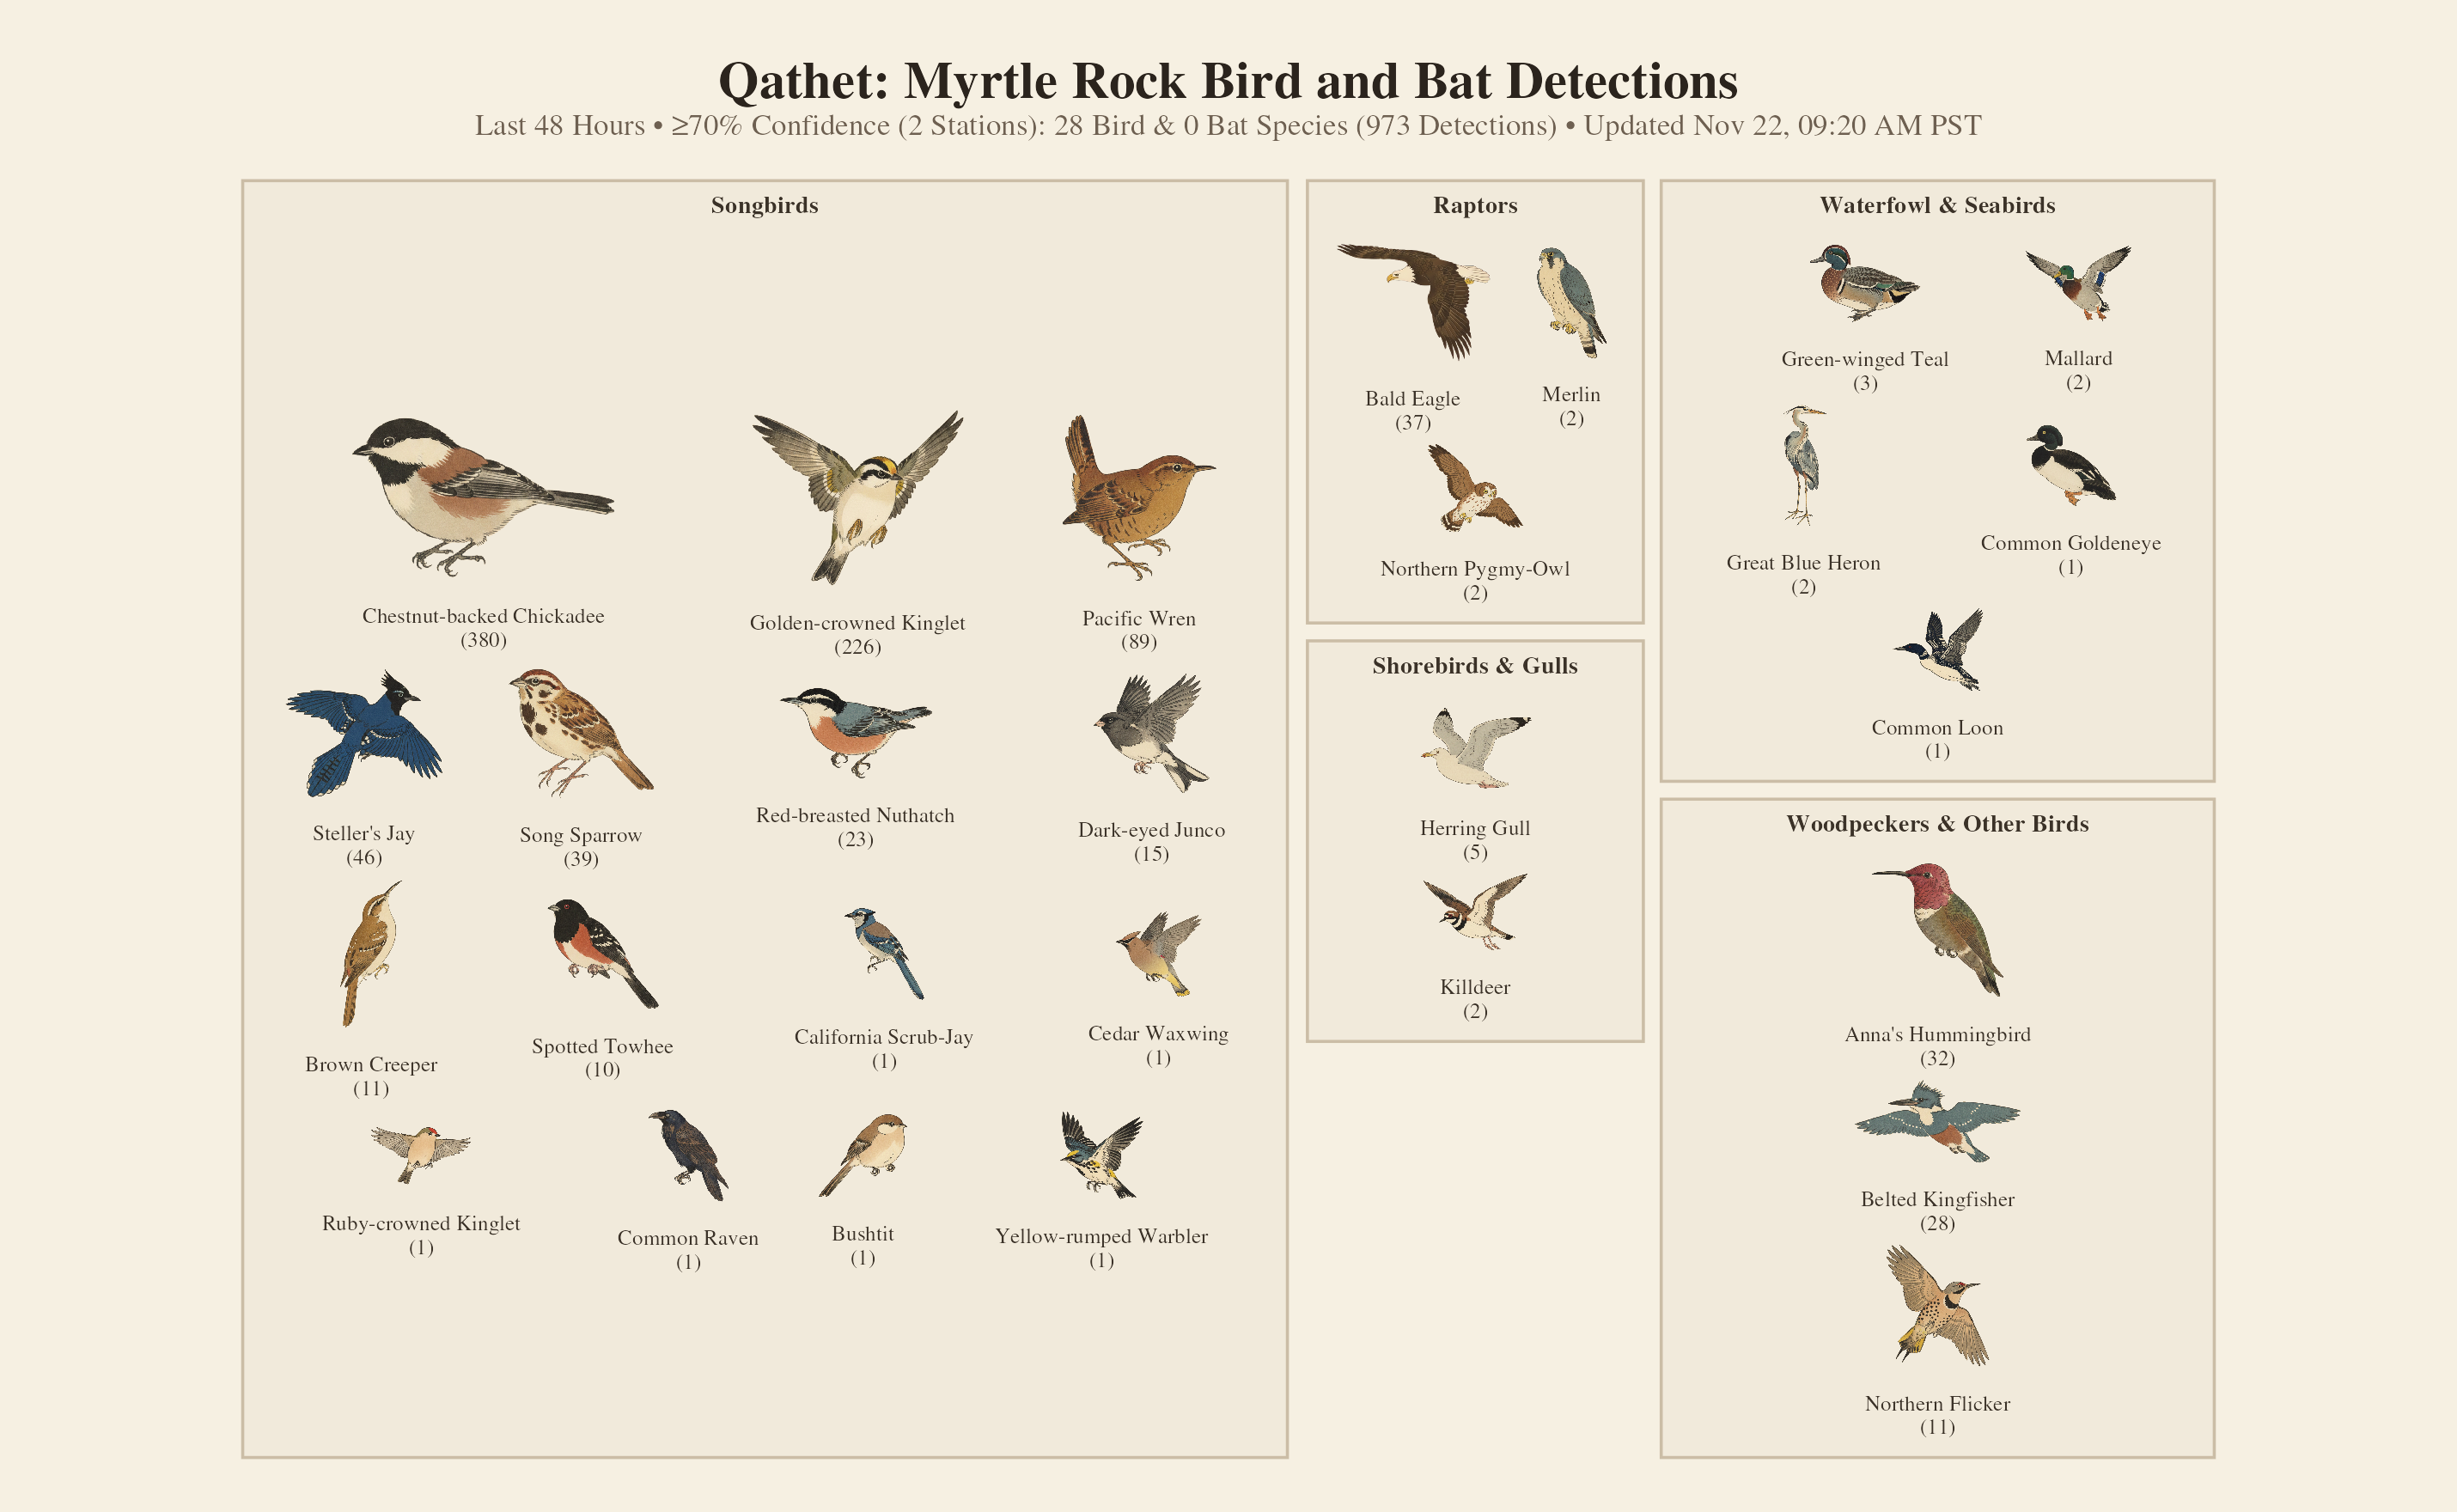 Qathet: Myrtle Rock Bird and Bat Detections
Last 48 Hours • ≥70% Confidence (2 Stations): 28 Bird & 0 Bat Species (973 Detections) • Updated Nov 22, 09:20 AM PST
Songbirds
Chestnut-backed Chickadee
(380)
Golden-crowned Kinglet
(226)
Pacific Wren
(89)
Steller's Jay
(46)
Song Sparrow
(39)
Red-breasted Nuthatch
(23)
Dark-eyed Junco
(15)
Brown Creeper
(11)
Spotted Towhee
(10)
California Scrub-Jay
(1)
Cedar Waxwing
(1)
Ruby-crowned Kinglet
(1)
Common Raven
(1)
Bushtit
(1)
Yellow-rumped Warbler
(1)
Raptors
Bald Eagle
(37)
Merlin
(2)
Northern Pygmy-Owl
(2)
Shorebirds & Gulls
Herring Gull
(5)
Killdeer
(2)
Waterfowl & Seabirds
Green-winged Teal
(3)
Mallard
(2)
Great Blue Heron
(2)
Common Goldeneye
(1)
Common Loon
(1)
Woodpeckers & Other Birds
Anna's Hummingbird
(32)
Belted Kingfisher
(28)
Northern Flicker
(11)